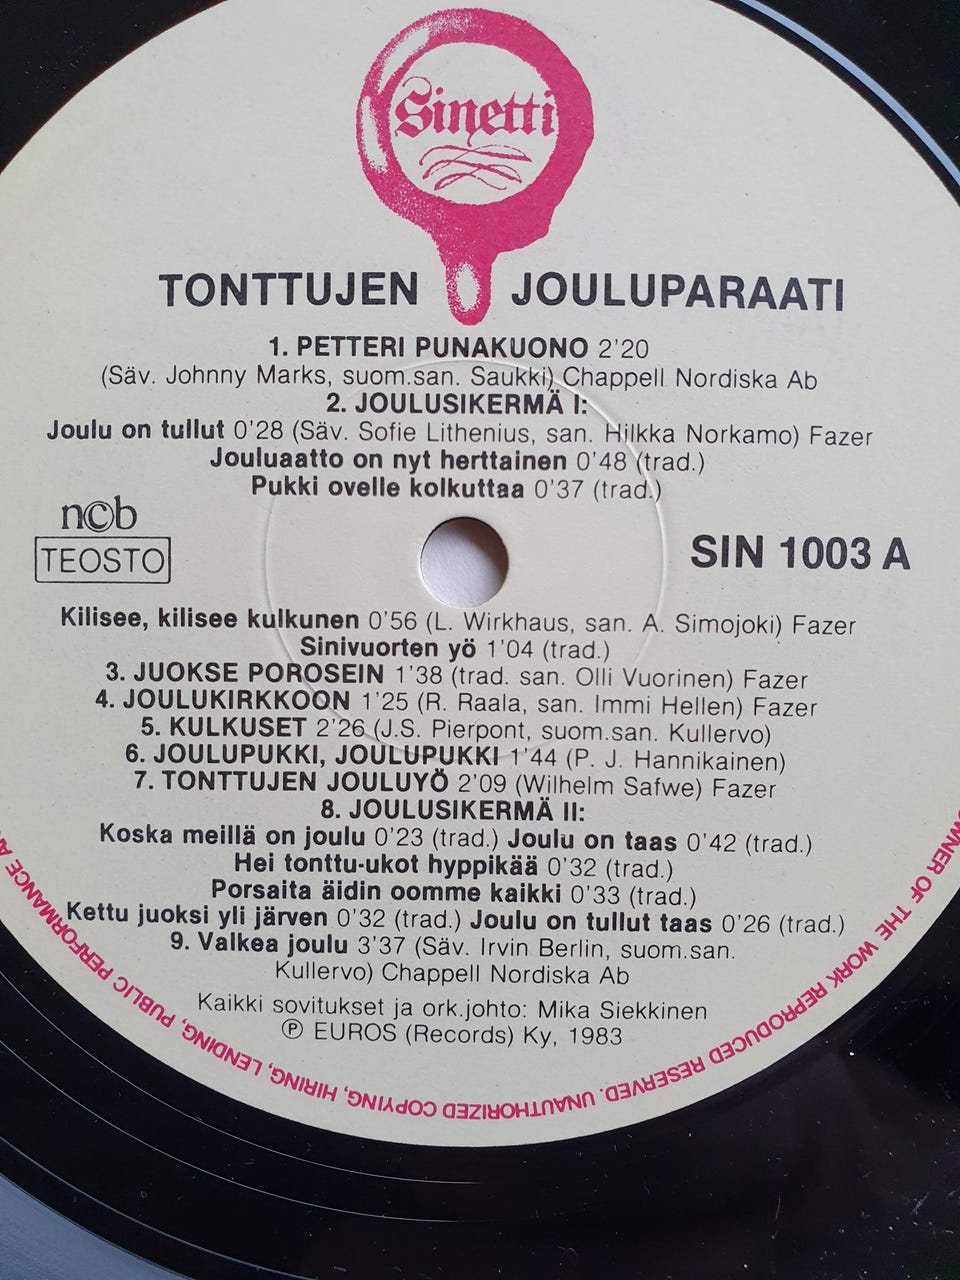 Sinetti
TONTTUJEN JOULUPARAATI
1. PETTERI PUNAKUONO 2'20
(Säv. Johnny Marks, suom.san. Saukki) Chappell Nordiska Ab
2. JOULUSIKERMÄ I:
Joulu on tullut 0'28 (Säv. Sofie Lithenius, san. Hilkka Norkamo) Fazer
Jouluaatto on nyt herttainen 0'48 (trad.)
Pukki ovelle kolkuttaa 0'37 (trad.)
n©b
TEOSTO
SIN 1003 A
Kilisee, kilisee kulkunen 0'56 (L. Wirkhaus, san. A. Simojoki) Fazer
Sinivuorten yö 1'04 (trad.)
3. JUOKSE POROSEIN 1'38 (trad. san. Olli Vuorinen) Fazer
4. JOULUKIRKKOON 1'25 (R. Raala, san. Immi Hellen) Fazer
5. KULKUSET 2'26 (J.S. Pierpont, suom.san. Kullervo)
6. JOULUPUKKI, JOULUPUKKI 1'44 (P. J. Hannikainen)
7. TONTTUJEN JOULUYÖ 2'09 (Wilhelm Safwe) Fazer
8. JOULUSIKERMÄ II:
Koska meillä on joulu 0'23 (trad.) Joulu on taas 0'42 (trad.)
Hei tonttu-ukot hyppikää 0'32 (trad.)
Porsaita äidin oomme kaikki 0'33 (trad.)
Kettu juoksi yli järven 0'32 (trad.) Joulu on tullut taas 0'26 (trad.)
9. Valkea joulu 3'37 (Säv. Irvin Berlin, suom.san.
Kullervo) Chappell Nordiska Ab
Kaikki sovitukset ja ork.johto: Mika Siekkinen
Ⓟ EUROS (Records) Ky, 1983
OWNER OF THE WORK REPRODUCED RESERVED. UNAUTHORIZED COPYING, HIRING, LENDING, PUBLIC PERFORMANCE